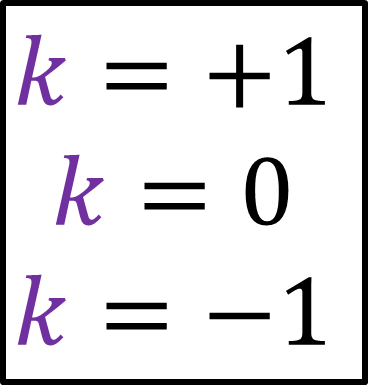 k = +1
k = 0
k = −1